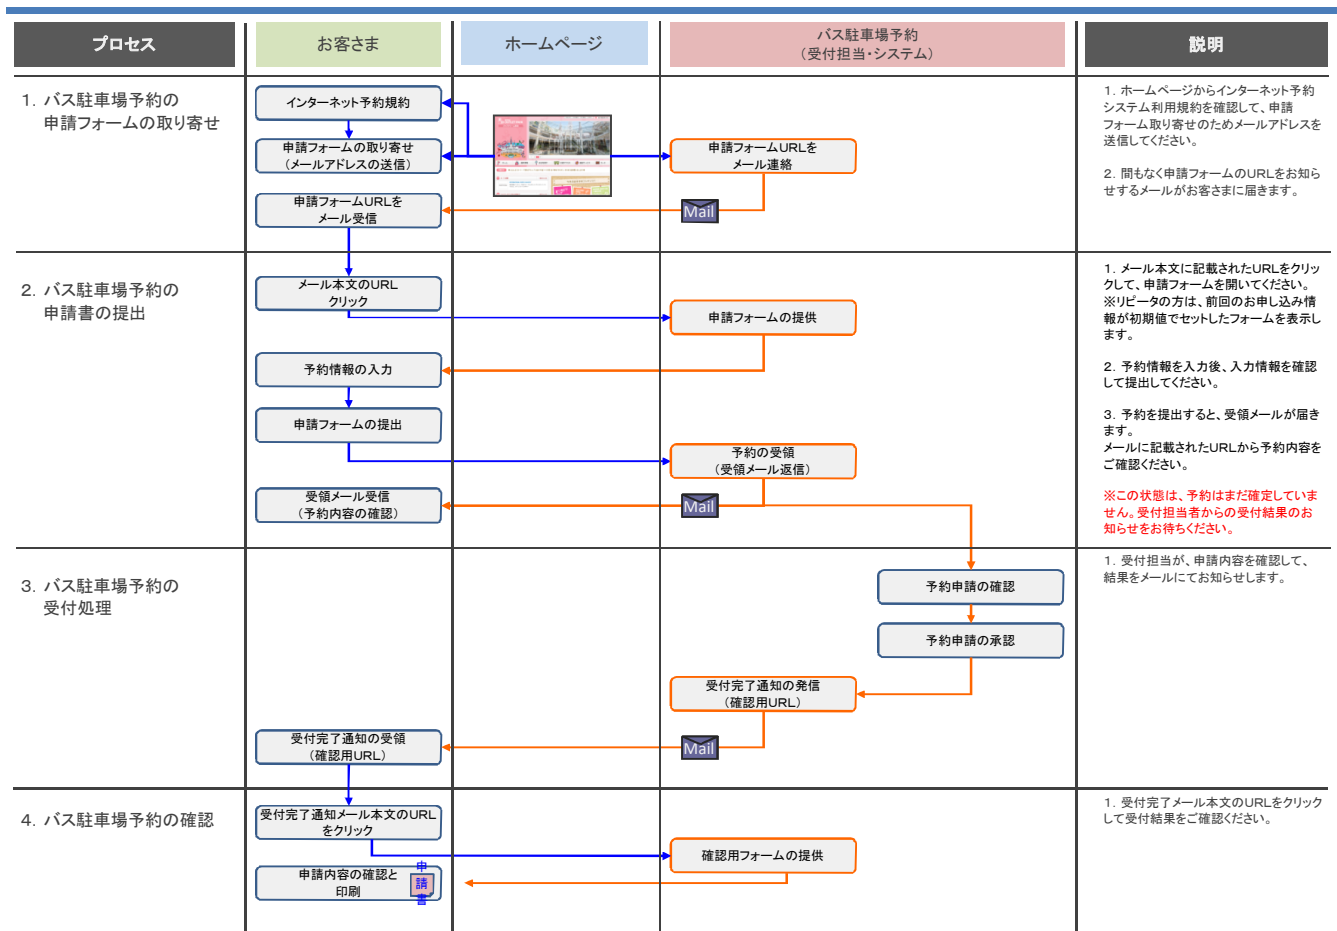 プロセス
お客さま
ホームページ
バス駐車場予約
（受付担当・システム）
説明
1．バス駐車場予約の
申請フォームの取り寄せ
インターネット予約規約
申請フォームの取り寄せ
（メールアドレスの送信）
申請フォームURLを
メール連絡
申請フォームURLを
メール受信
Mail
1．ホームページからインターネット予約
システム利用規約を確認して、申請
フォーム取り寄せのためメールアドレスを
送信してください。
2．間もなく申請フォームのURLをお知ら
せするメールがお客さまに届きます。
2．バス駐車場予約の
申請書の提出
メール本文のURL
クリック
申請フォームの提供
予約情報の入力
申請フォームの提出
予約の受領
（受領メール返信）
受領メール受信
（予約内容の確認）
Mail
1．メール本文に記載されたURLをクリッ
クして、申請フォームを開いてください。
※リピータの方は、前回のお申し込み情
報が初期値でセットしたフォームを表示し
ます。
2．予約情報を入力後、入力情報を確認
して提出してください。
3．予約を提出すると、受領メールが届き
ます。
メールに記載されたURLから予約内容を
ご確認ください。
※この状態は、予約はまだ確定していま
せん。受付担当者からの受付結果のお
知らせをお待ちください。
3．バス駐車場予約の
受付処理
予約申請の確認
予約申請の承認
受付完了通知の発信
（確認用URL）
受付完了通知の受領
（確認用URL）
Mail
1．受付担当が、申請内容を確認して、
結果をメールにてお知らせします。
4．バス駐車場予約の確認
受付完了通知メール本文のURL
をクリック
確認用フォームの提供
申請内容の確認と
印刷
申
請
書
1．受付完了メール本文のURLをクリック
して受付結果をご確認ください。